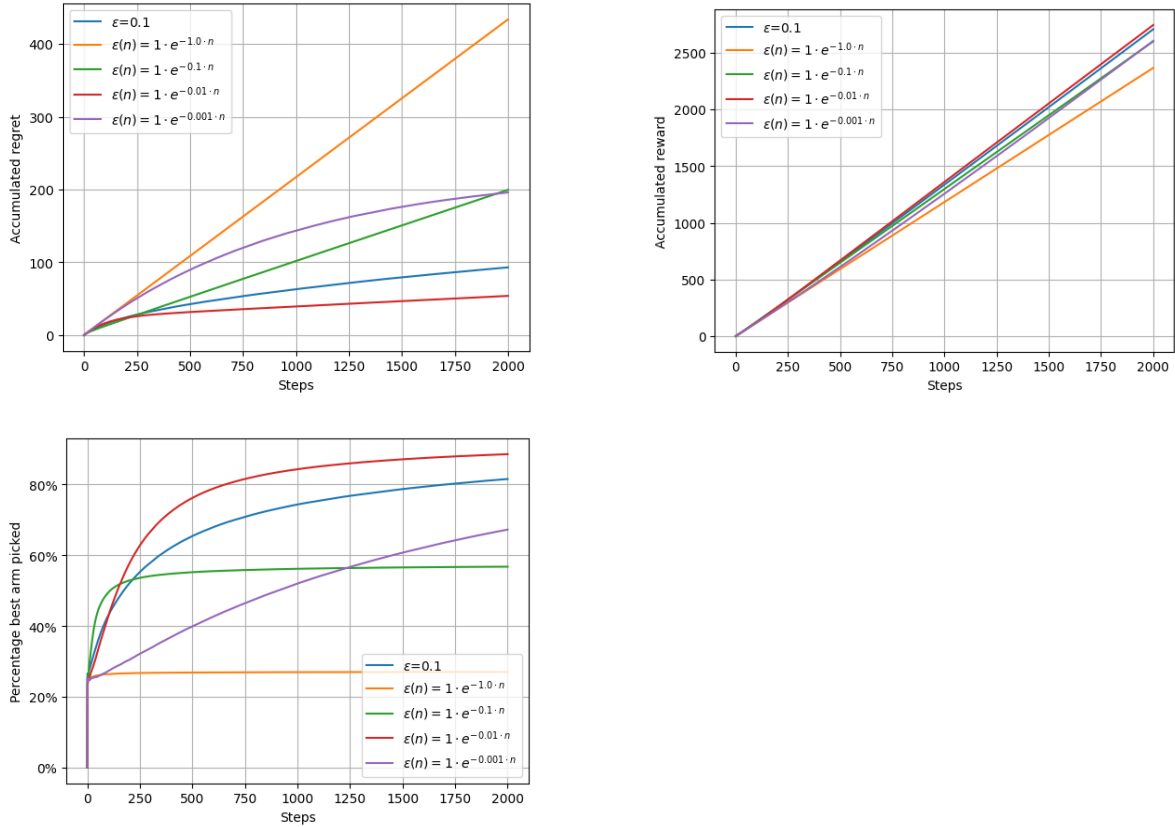 ε=0.1
ε(n) = 1 · e^{-1.0 · n}
ε(n) = 1 · e^{-0.1 · n}
ε(n) = 1 · e^{-0.01 · n}
ε(n) = 1 · e^{-0.001 · n}
400
300
200
100
0
Accumulated regret
0 250 500 750 1000 1250 1500 1750 2000
Steps
ε=0.1
ε(n) = 1 · e^{-1.0 · n}
ε(n) = 1 · e^{-0.1 · n}
ε(n) = 1 · e^{-0.01 · n}
ε(n) = 1 · e^{-0.001 · n}
2500
2000
1500
1000
500
0
Accumulated reward
0 250 500 750 1000 1250 1500 1750 2000
Steps
80%
60%
40%
20%
0%
Percentage best arm picked
ε=0.1
ε(n) = 1 · e^{-1.0 · n}
ε(n) = 1 · e^{-0.1 · n}
ε(n) = 1 · e^{-0.01 · n}
ε(n) = 1 · e^{-0.001 · n}
0 250 500 750 1000 1250 1500 1750 2000
Steps